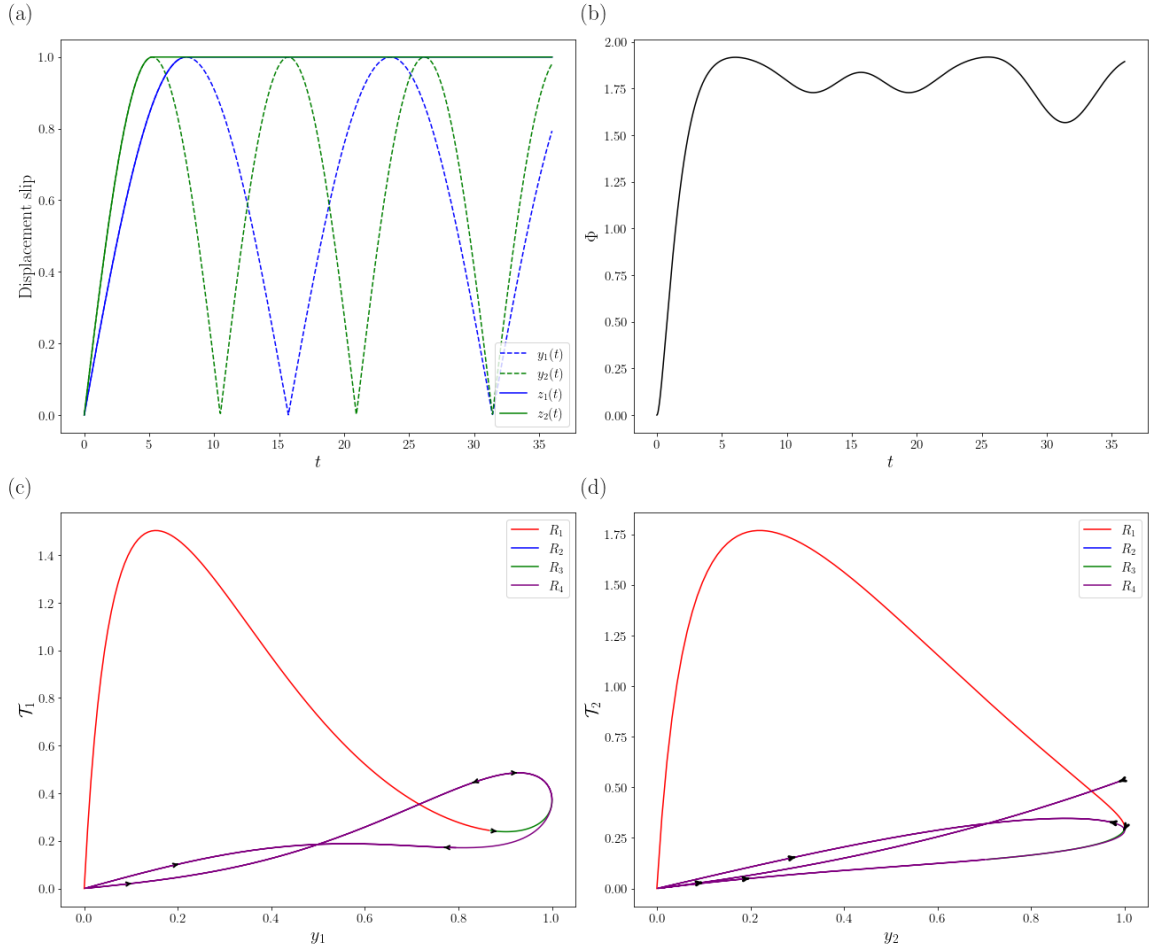 (a)
Displacement slip
1.0
0.8
0.6
0.4
0.2
0.0
0
5
10
15
20
25
30
35
t
y₁(t)
y₂(t)
z₁(t)
z₂(t)
(b)
Φ
2.00
1.75
1.50
1.25
1.00
0.75
0.50
0.25
0.00
0
5
10
15
20
25
30
35
t
(c)
𝒯₁
1.4
1.2
1.0
0.8
0.6
0.4
0.2
0.0
0.0
0.2
0.4
0.6
0.8
1.0
y₁
R₁
R₂
R₃
R₄
(d)
𝒯₂
1.75
1.50
1.25
1.00
0.75
0.50
0.25
0.00
0.0
0.2
0.4
0.6
0.8
1.0
y₂
R₁
R₂
R₃
R₄